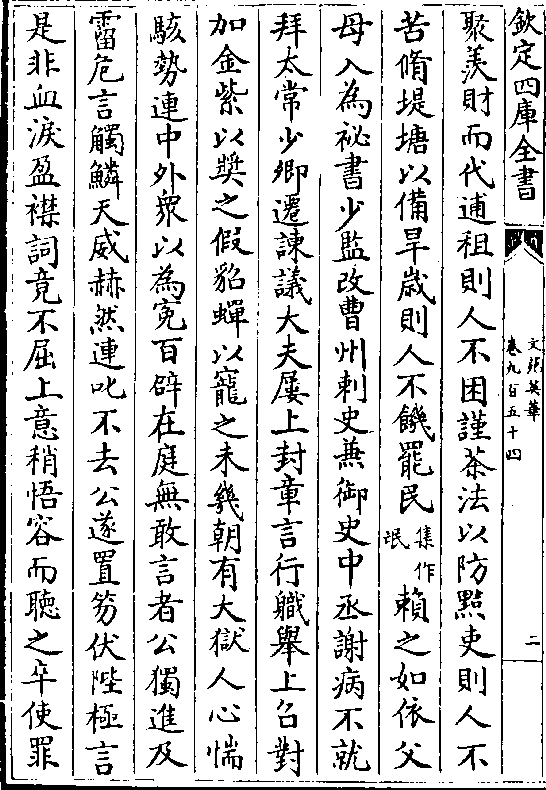 欽定四庫全書
文苑英華
卷九百五十四
二
聚羡財而代逋租則人不困謹茶法以防黠吏則人不
苦脩堤塘以備旱歳則人不饑罷民集作氓賴之如依父
母入為祕書少監改曹州刺史兼御史中丞謝病不就
拜太常少卿遷諫議大夫屢上封章言行職舉上召對
加金紫以奬之假貂蟬以寵之未幾朝有大獄人心惴
駭勢連中外衆以為寃百辟在庭無敢言者公獨進及
霤危言觸鱗天威赫然連叱不去公遂置笏伏陛極言
是非血淚盈襟詞竟不屈上意稍悟容而聽之卒使罪